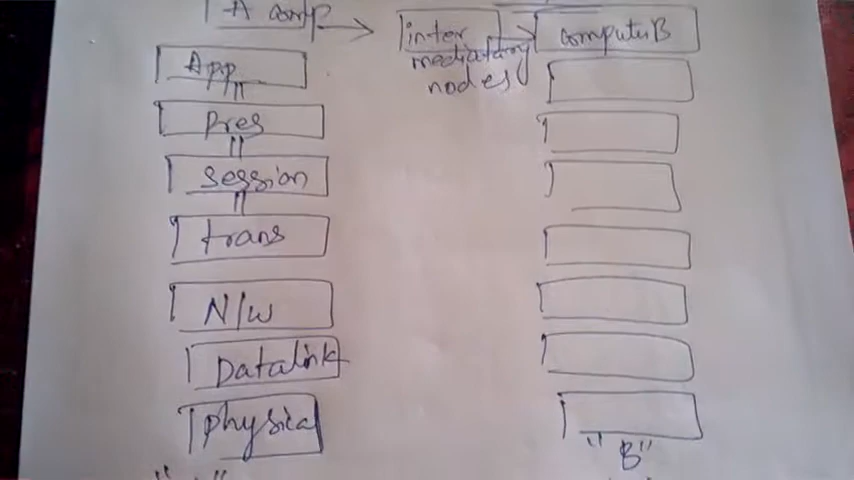 A comp
inter
mediatary
nodes
computer B
App
Pres
session
trans
N/w
Datalink
physical
"B"